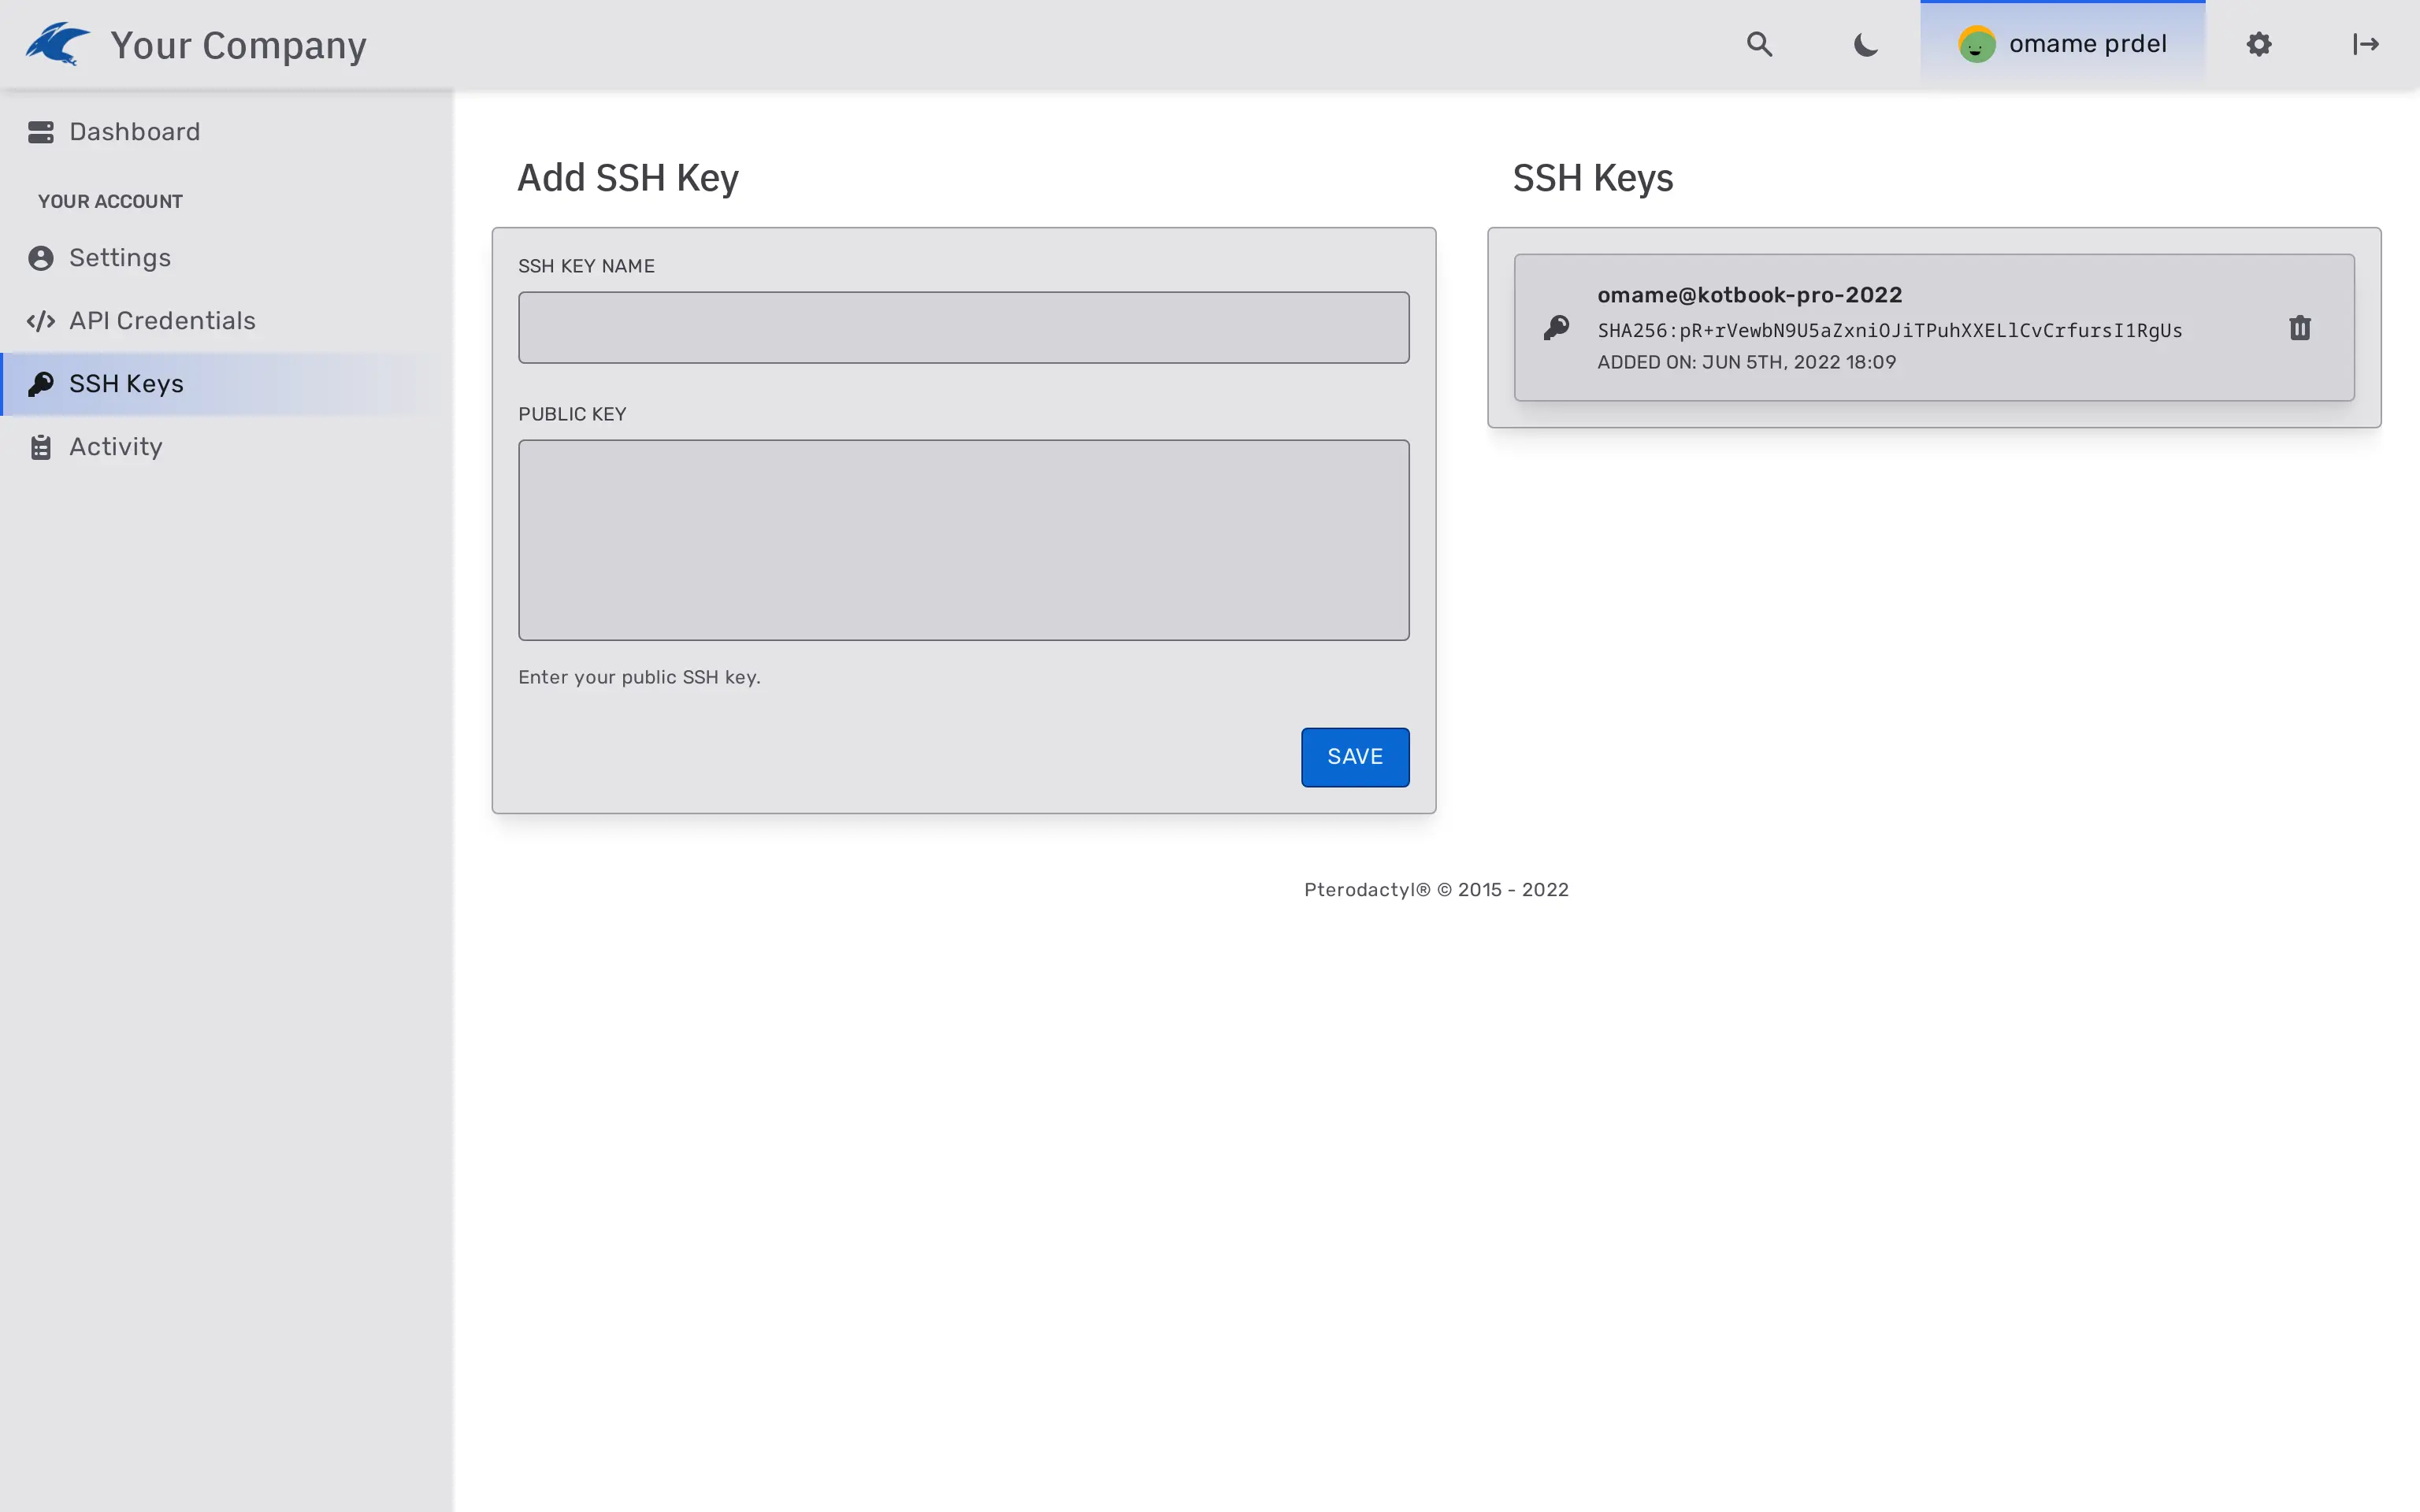 Your Company
omame prdel
Dashboard
YOUR ACCOUNT
Settings
API Credentials
SSH Keys
Activity
Add SSH Key
SSH KEY NAME
PUBLIC KEY
Enter your public SSH key.
SAVE
SSH Keys
omame@kotbook-pro-2022
SHA256:pR+rVewbN9U5aZxniOJiTPuhXXELlCvCrfursI1RgUs
ADDED ON: JUN 5TH, 2022 18:09
Pterodactyl® © 2015 - 2022